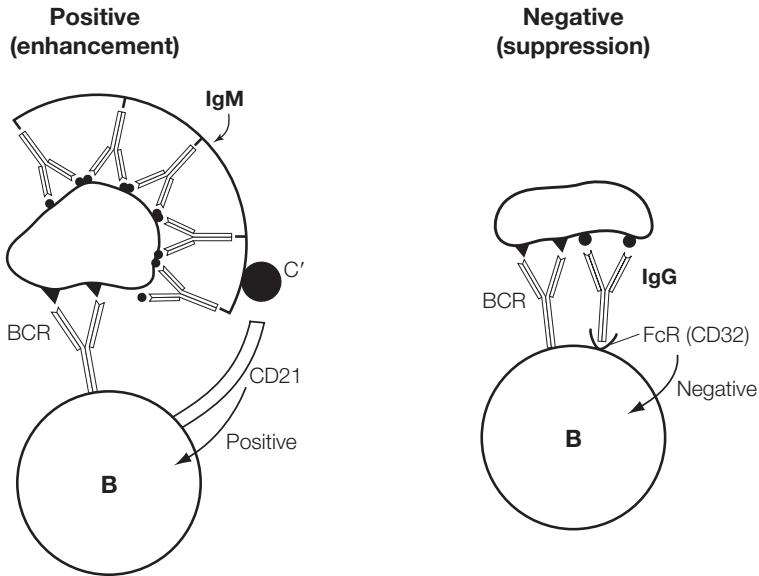 Positive
(enhancement)
IgM
C′
BCR
CD21
Positive
B
Negative
(suppression)
IgG
BCR
FcR (CD32)
Negative
B